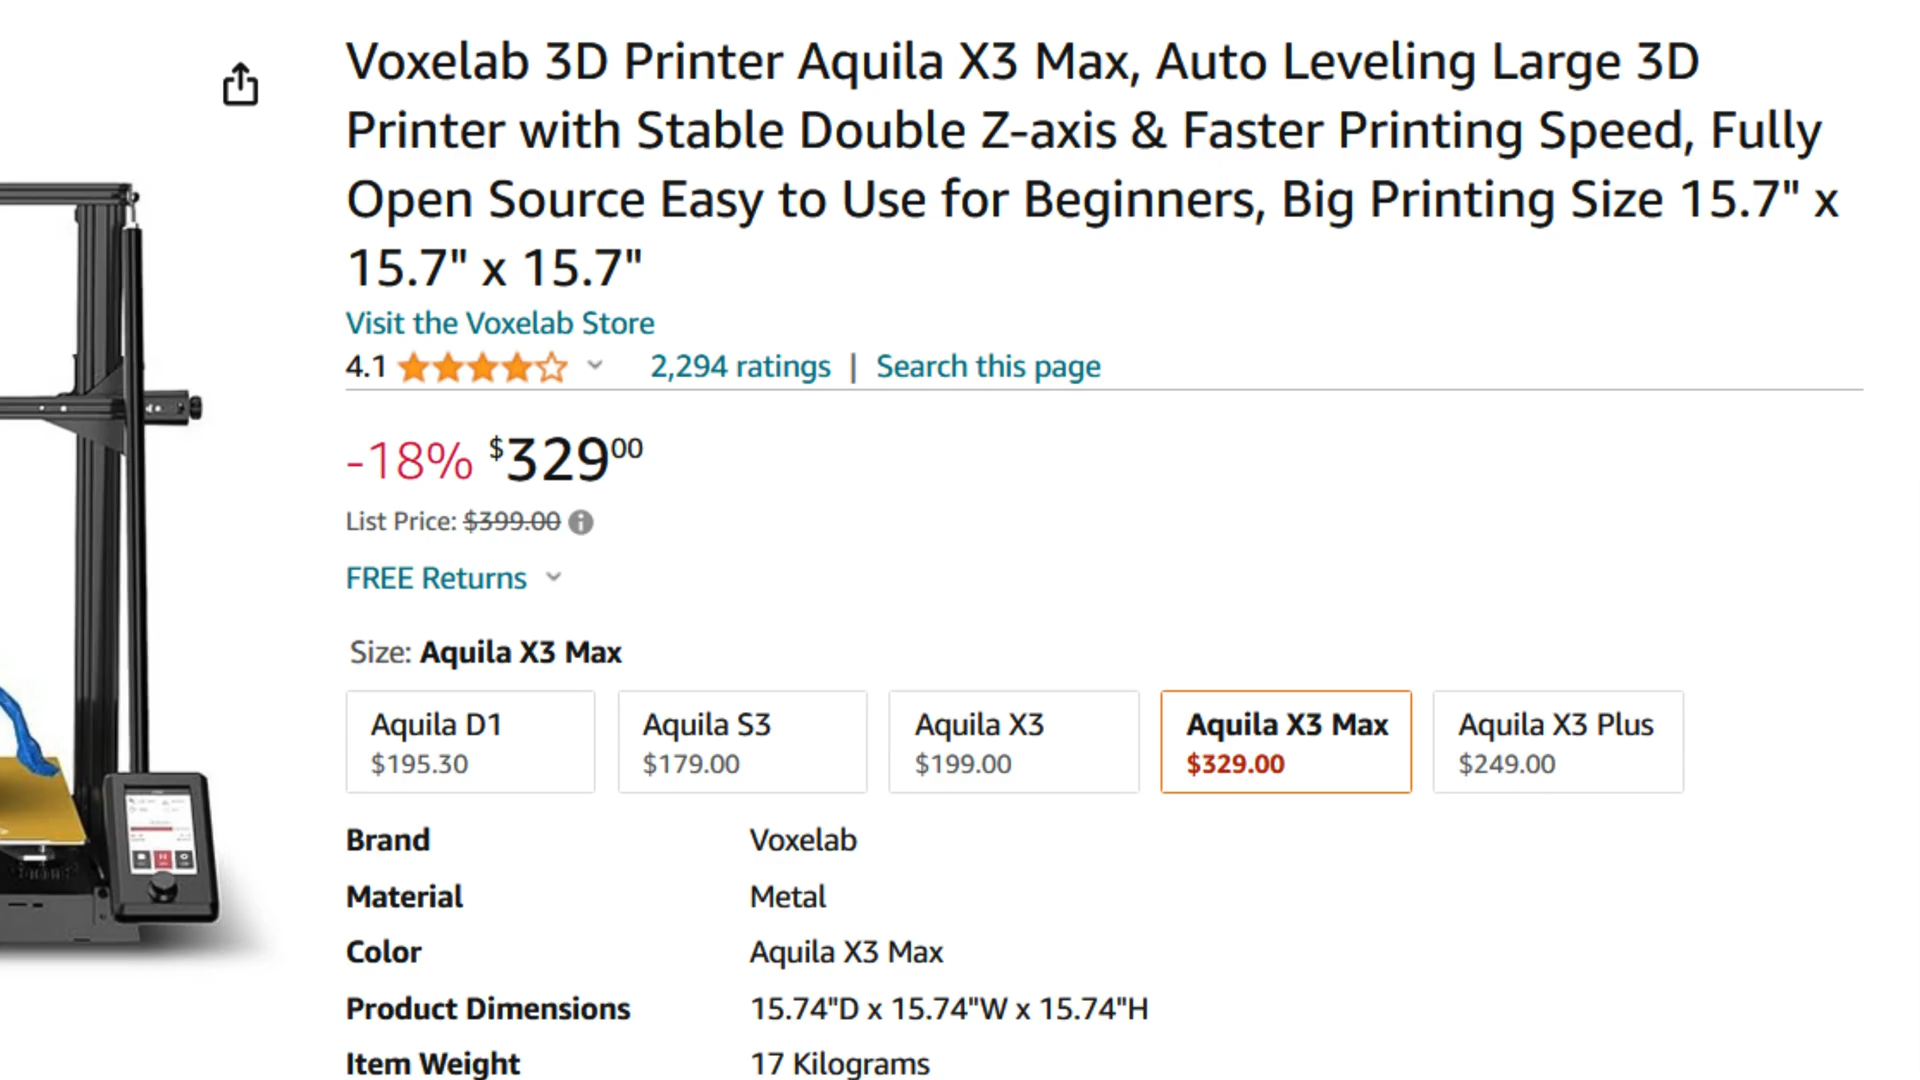 Voxelab 3D Printer Aquila X3 Max, Auto Leveling Large 3D
Printer with Stable Double Z-axis & Faster Printing Speed, Fully
Open Source Easy to Use for Beginners, Big Printing Size 15.7" x
15.7" x 15.7"
Visit the Voxelab Store
4.1 2,294 ratings | Search this page
-18% $32900
List Price: $399.00
FREE Returns
Size: Aquila X3 Max
Aquila D1 Aquila S3 Aquila X3 Aquila X3 Max Aquila X3 Plus
$195.30 $179.00 $199.00 $329.00 $249.00
Brand Voxelab
Material Metal
Color Aquila X3 Max
Product Dimensions 15.74"D x 15.74"W x 15.74"H
Item Weight 17 Kilograms